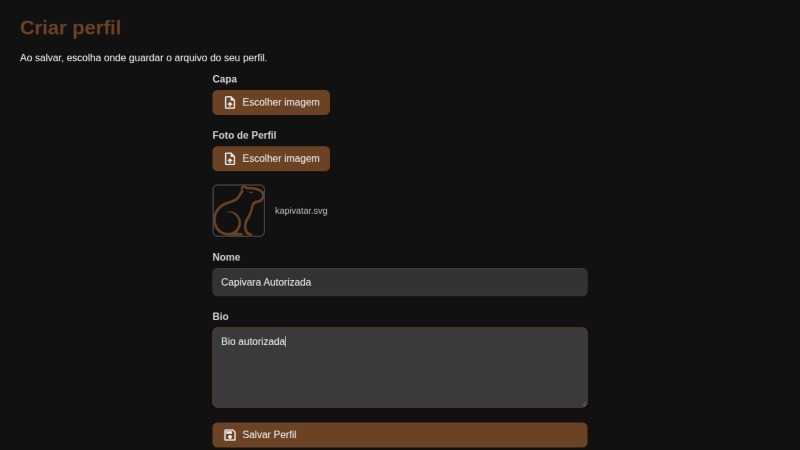 Criar perfil
Ao salvar, escolha onde guardar o arquivo do seu perfil.
Capa
Escolher imagem
Foto de Perfil
Escolher imagem
kapivatar.svg
Nome
Capivara Autorizada
Bio
Bio autorizada
Salvar Perfil